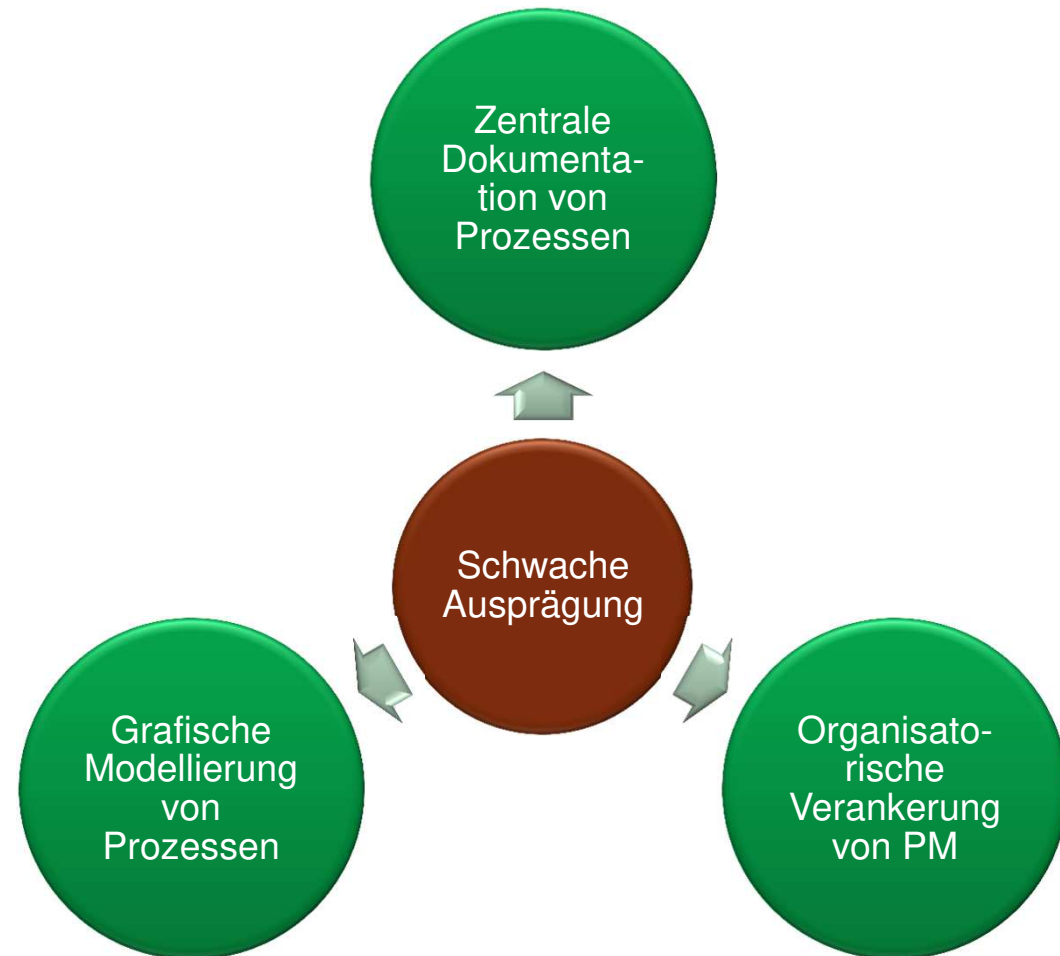 Zentrale
Dokumenta-
tion von
Prozessen
Schwache
Ausprägung
Grafische
Modellierung
von
Prozessen
Organisato-
rische
Verankerung
von PM